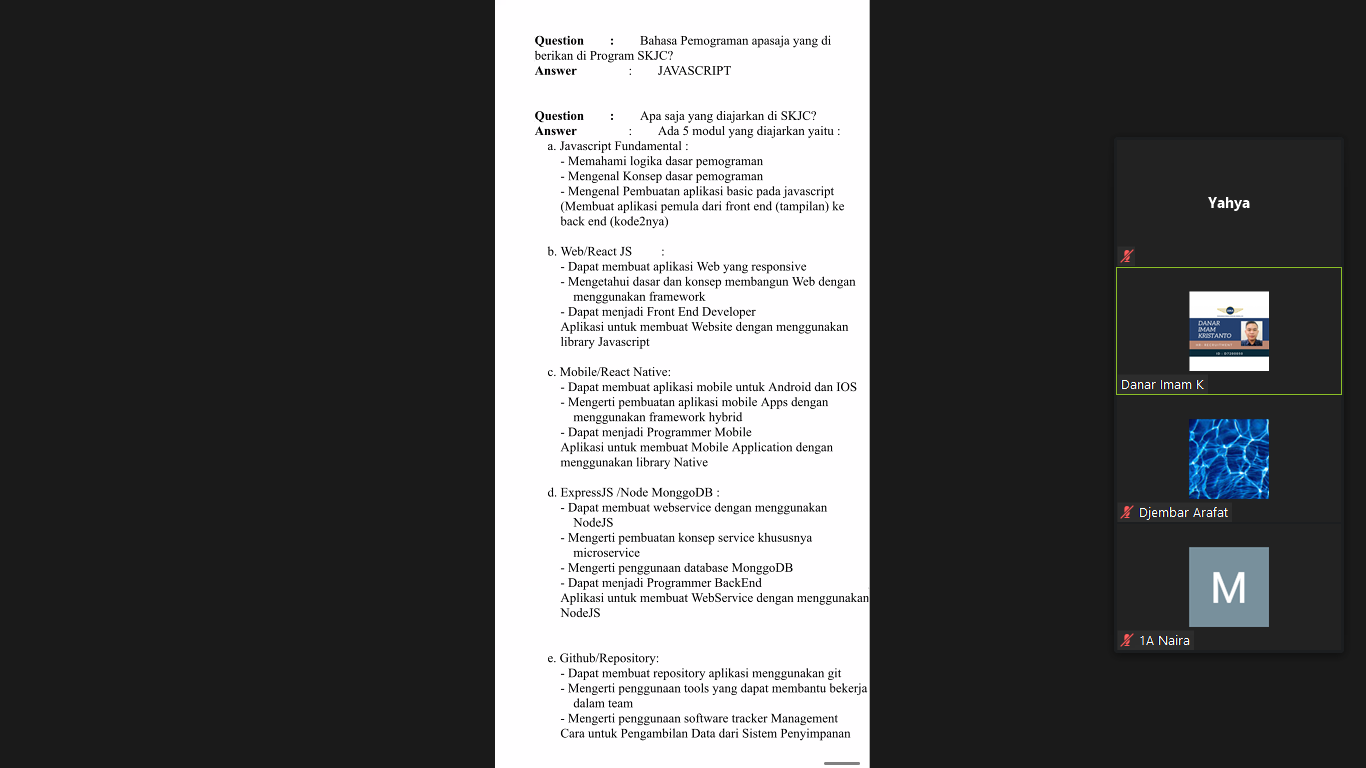 Question : Bahasa Pemograman apasaja yang di
berikan di Program SKJC?
Answer : JAVASCRIPT
Question : Apa saja yang diajarkan di SKJC?
Answer : Ada 5 modul yang diajarkan yaitu :
a. Javascript Fundamental :
- Memahami logika dasar pemograman
- Mengenal Konsep dasar pemograman
- Mengenal Pembuatan aplikasi basic pada javascript
(Membuat aplikasi pemula dari front end (tampilan) ke
back end (kode2nya)
b. Web/React JS :
- Dapat membuat aplikasi Web yang responsive
- Mengetahui dasar dan konsep membangun Web dengan
menggunakan framework
- Dapat menjadi Front End Developer
Aplikasi untuk membuat Website dengan menggunakan
library Javascript
c. Mobile/React Native:
- Dapat membuat aplikasi mobile untuk Android dan IOS
- Mengerti pembuatan aplikasi mobile Apps dengan
menggunakan framework hybrid
- Dapat menjadi Programmer Mobile
Aplikasi untuk membuat Mobile Application dengan
menggunakan library Native
d. ExpressJS /Node MonggoDB :
- Dapat membuat webservice dengan menggunakan
NodeJS
- Mengerti pembuatan konsep service khususnya
microservice
- Mengerti penggunaan database MonggoDB
- Dapat menjadi Programmer BackEnd
Aplikasi untuk membuat WebService dengan menggunakan
NodeJS
e. Github/Repository:
- Dapat membuat repository aplikasi menggunakan git
- Mengerti penggunaan tools yang dapat membantu bekerja
dalam team
- Mengerti penggunaan software tracker Management
Cara untuk Pengambilan Data dari Sistem Penyimpanan
Yahya
DANAR
IMAM
KRISTANTO
Danar Imam K
Djembar Arafat
M
1A Naira